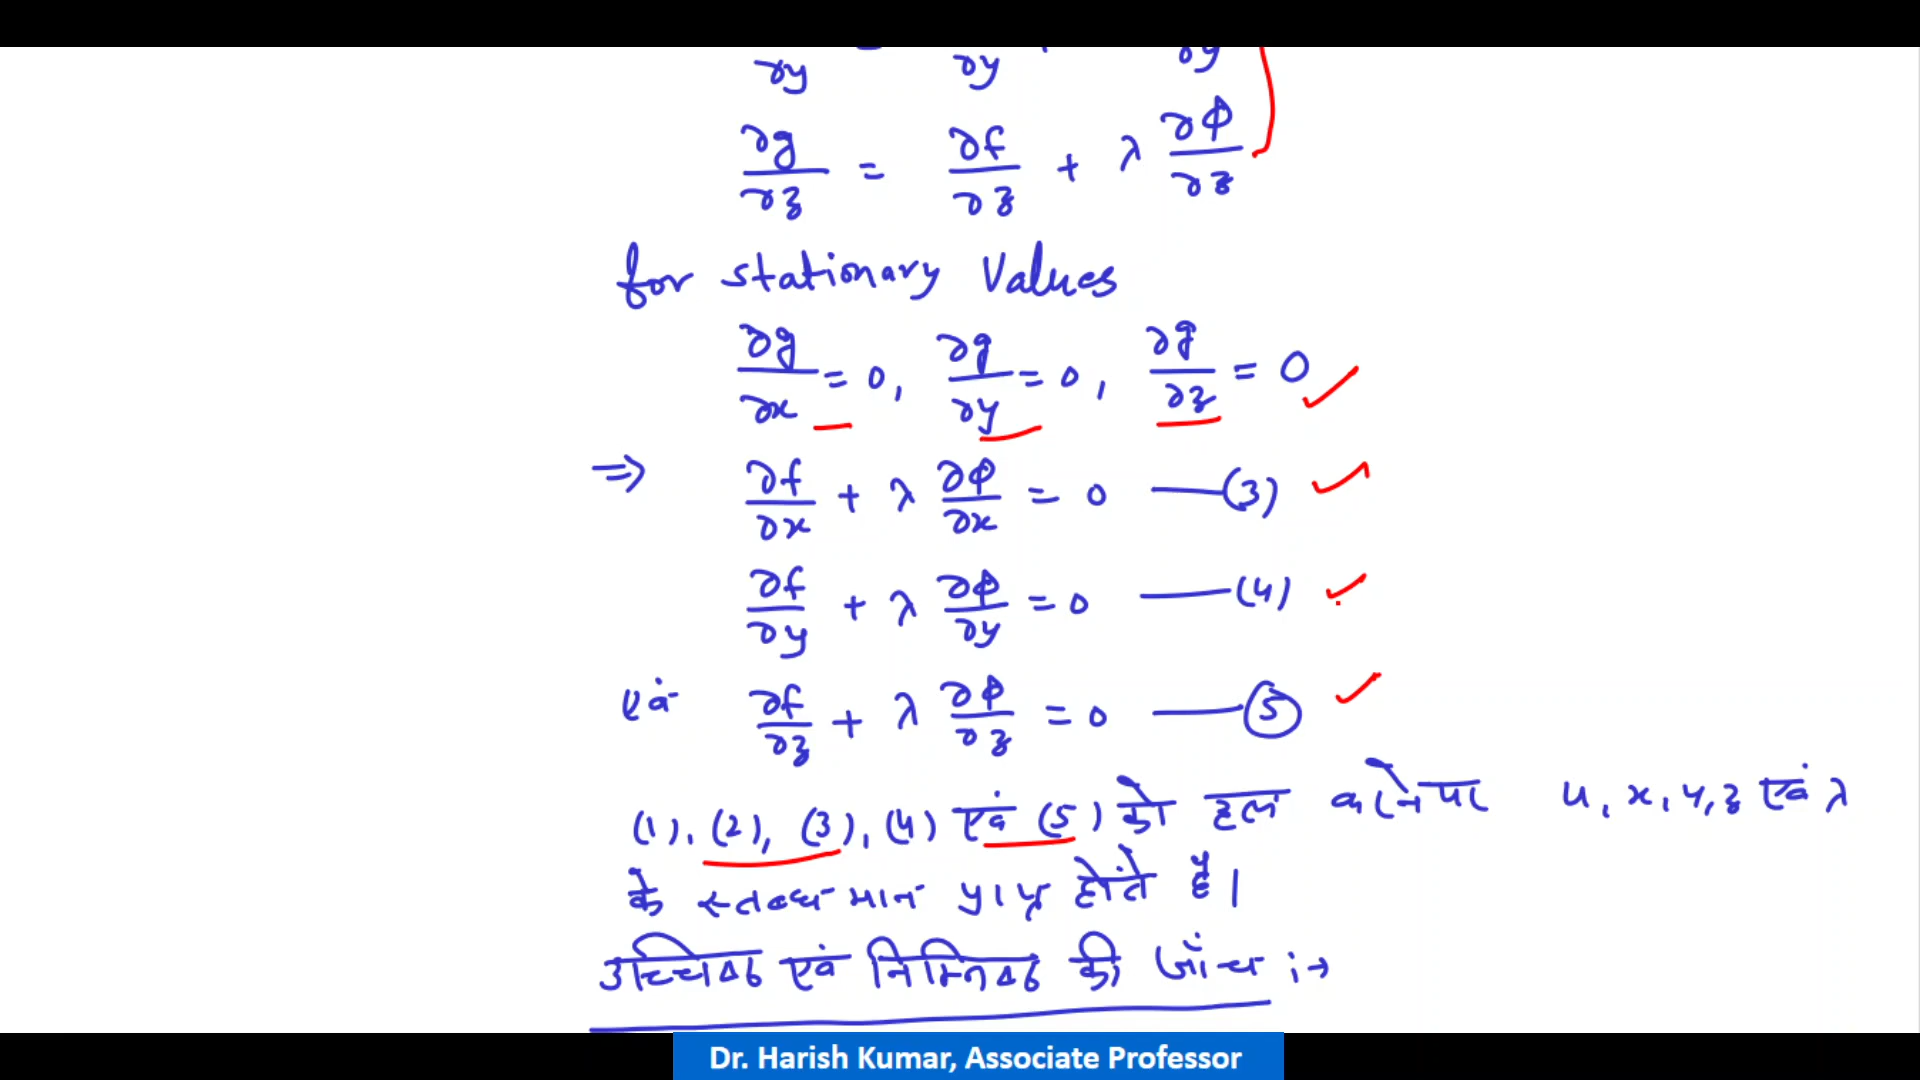 ∂y ∂y ∂y
∂g/∂z = ∂f/∂z + λ ∂φ/∂z
for stationary Values
∂g/∂x = 0, ∂g/∂y = 0, ∂g/∂z = 0
⇒ ∂f/∂x + λ ∂φ/∂x = 0 —(3)
∂f/∂y + λ ∂φ/∂y = 0 —(4)
एवं ∂f/∂z + λ ∂φ/∂z = 0 —(5)
(1), (2), (3), (4) एवं (5) को हल करने पर u, x, y, z एवं λ
के स्तब्ध मान प्राप्त होते हैं।
उच्चिष्ठ एवं निम्निष्ठ की जाँच :→
Dr. Harish Kumar, Associate Professor